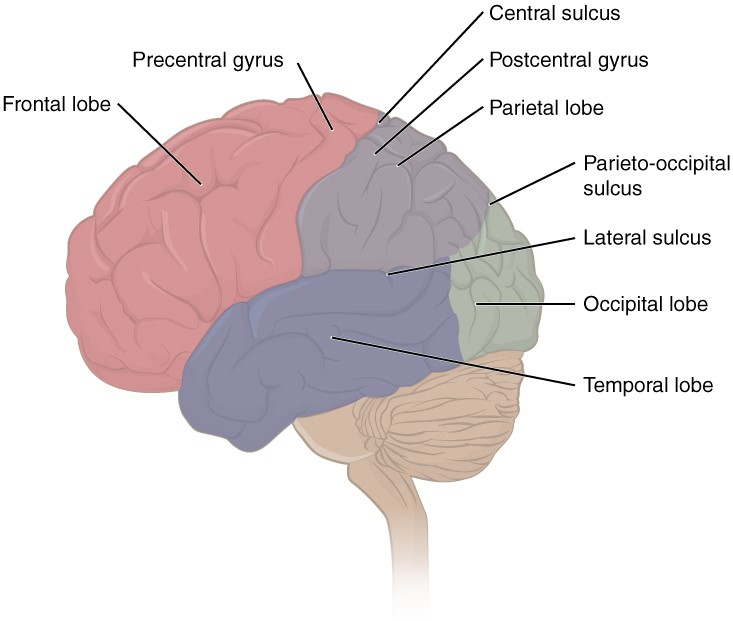 Central sulcus
Precentral gyrus
Postcentral gyrus
Frontal lobe
Parietal lobe
Parieto-occipital
sulcus
Lateral sulcus
Occipital lobe
Temporal lobe